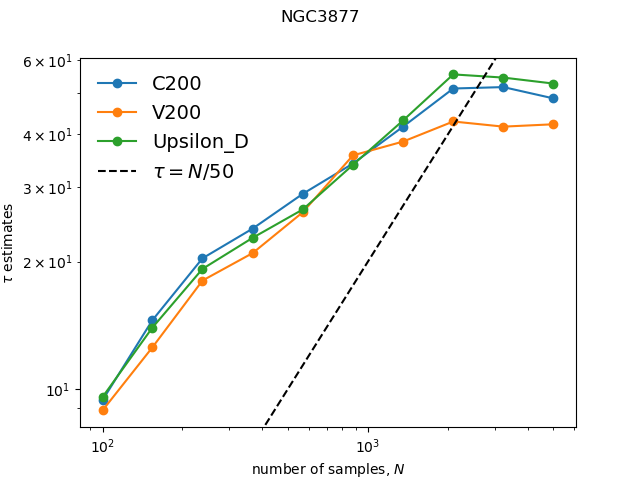 NGC3877
6 × 10¹
4 × 10¹
3 × 10¹
2 × 10¹
10¹
τ estimates
C200
V200
Upsilon_D
τ = N/50
10² 10³
number of samples, N